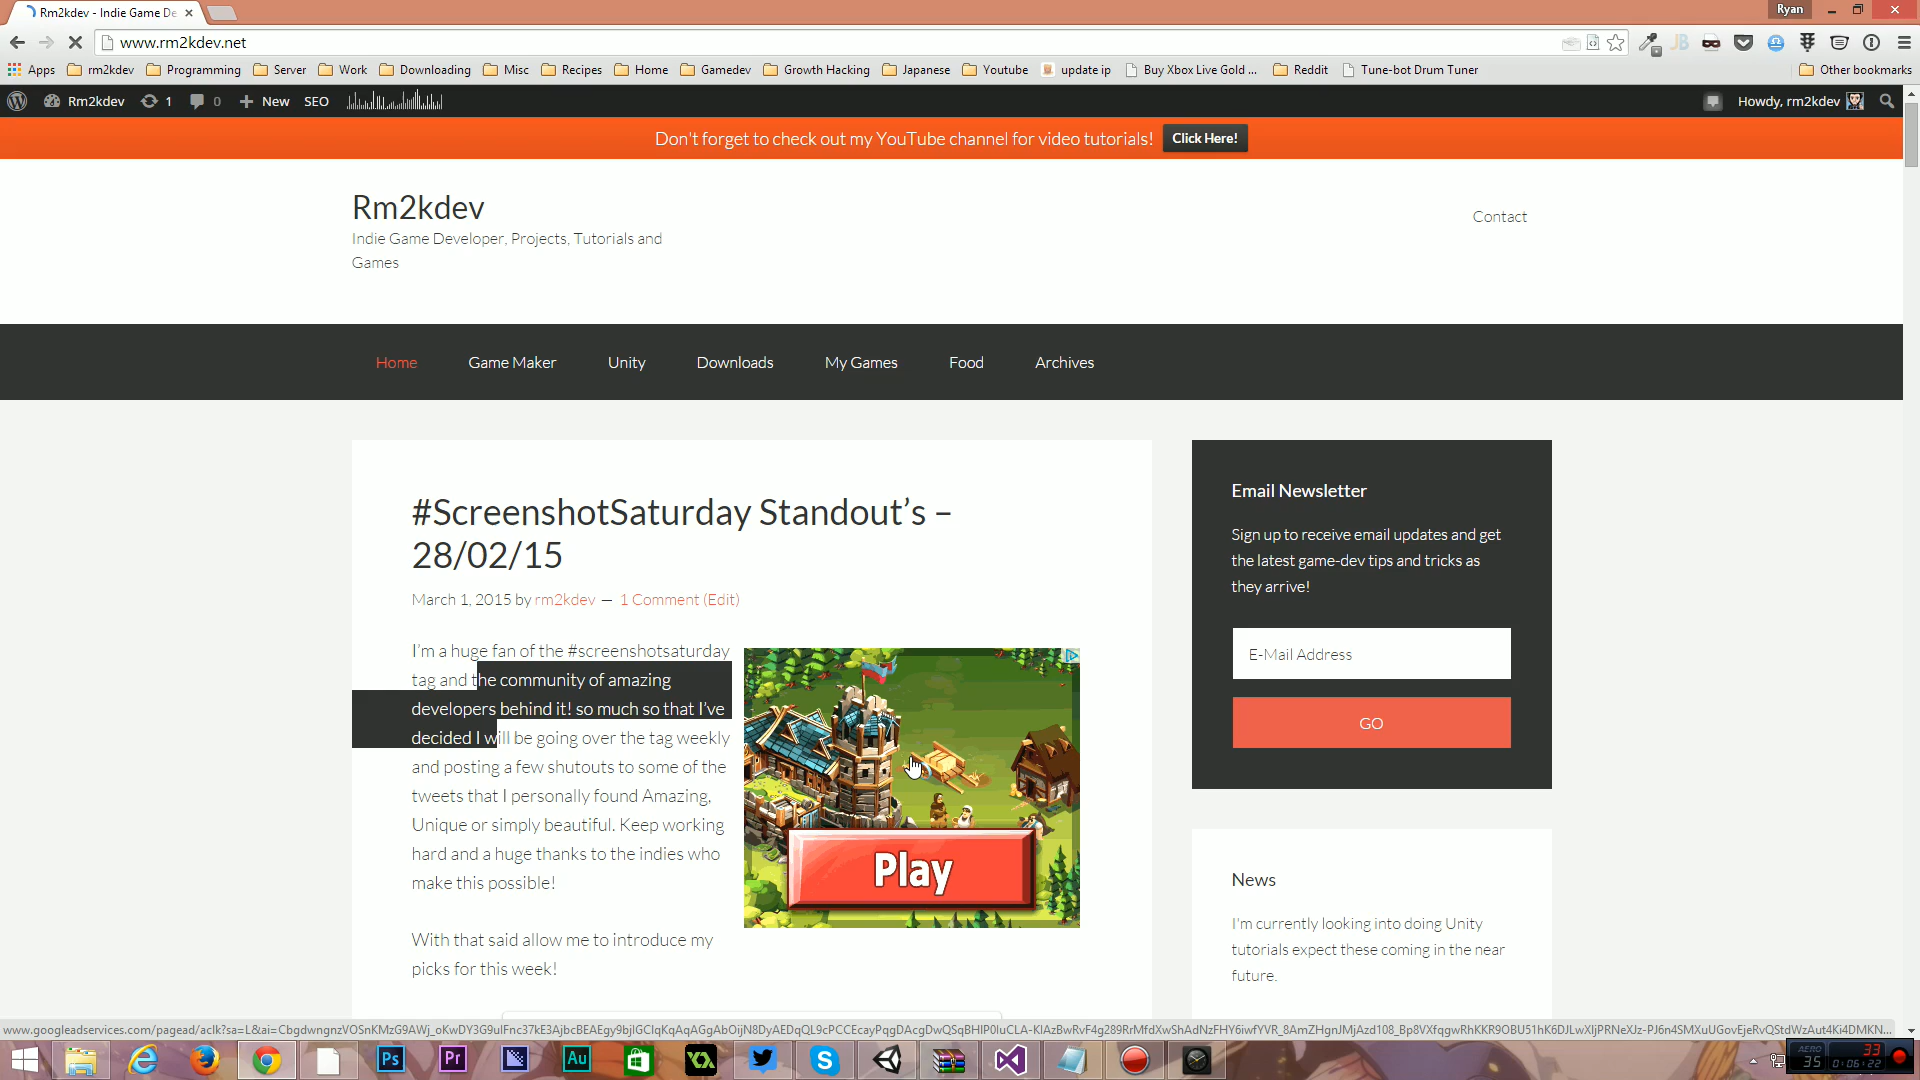 Rm2kdev - Indie Game De
Ryan
www.rm2kdev.net
Apps rm2kdev Programming Server Work Downloading Misc Recipes Home Gamedev Growth Hacking Japanese Youtube update ip Buy Xbox Live Gold ... Reddit Tune-bot Drum Tuner Other bookmarks
Rm2kdev 1 0 New SEO Howdy, rm2kdev
Don't forget to check out my YouTube channel for video tutorials! Click Here!
Rm2kdev
Indie Game Developer, Projects, Tutorials and
Games
Contact
Home Game Maker Unity Downloads My Games Food Archives
#ScreenshotSaturday Standout’s –
28/02/15
March 1, 2015 by rm2kdev — 1 Comment (Edit)
I’m a huge fan of the #screenshotsaturday
tag and the community of amazing
developers behind it! so much so that I’ve
decided I will be going over the tag weekly
and posting a few shutouts to some of the
tweets that I personally found Amazing,
Unique or simply beautiful. Keep working
hard and a huge thanks to the indies who
make this possible!
With that said allow me to introduce my
picks for this week!
Play
Email Newsletter
Sign up to receive email updates and get
the latest game-dev tips and tricks as
they arrive!
E-Mail Address
GO
News
I'm currently looking into doing Unity
tutorials expect these coming in the near
future.
Ps Pr Au
AERO 35 33 0:06:22